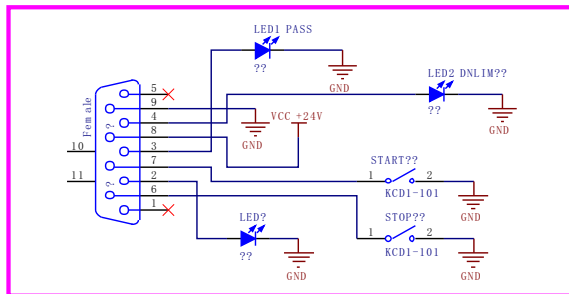 LED1 PASS
??
GND
LED2 DNLIM??
??
GND
Female
?
?
5
9
4
8
3
7
2
6
1
10
11
GND
VCC +24V
START??
1
2
KCD1-101
GND
STOP??
1
2
KCD1-101
GND
LED?
??
GND